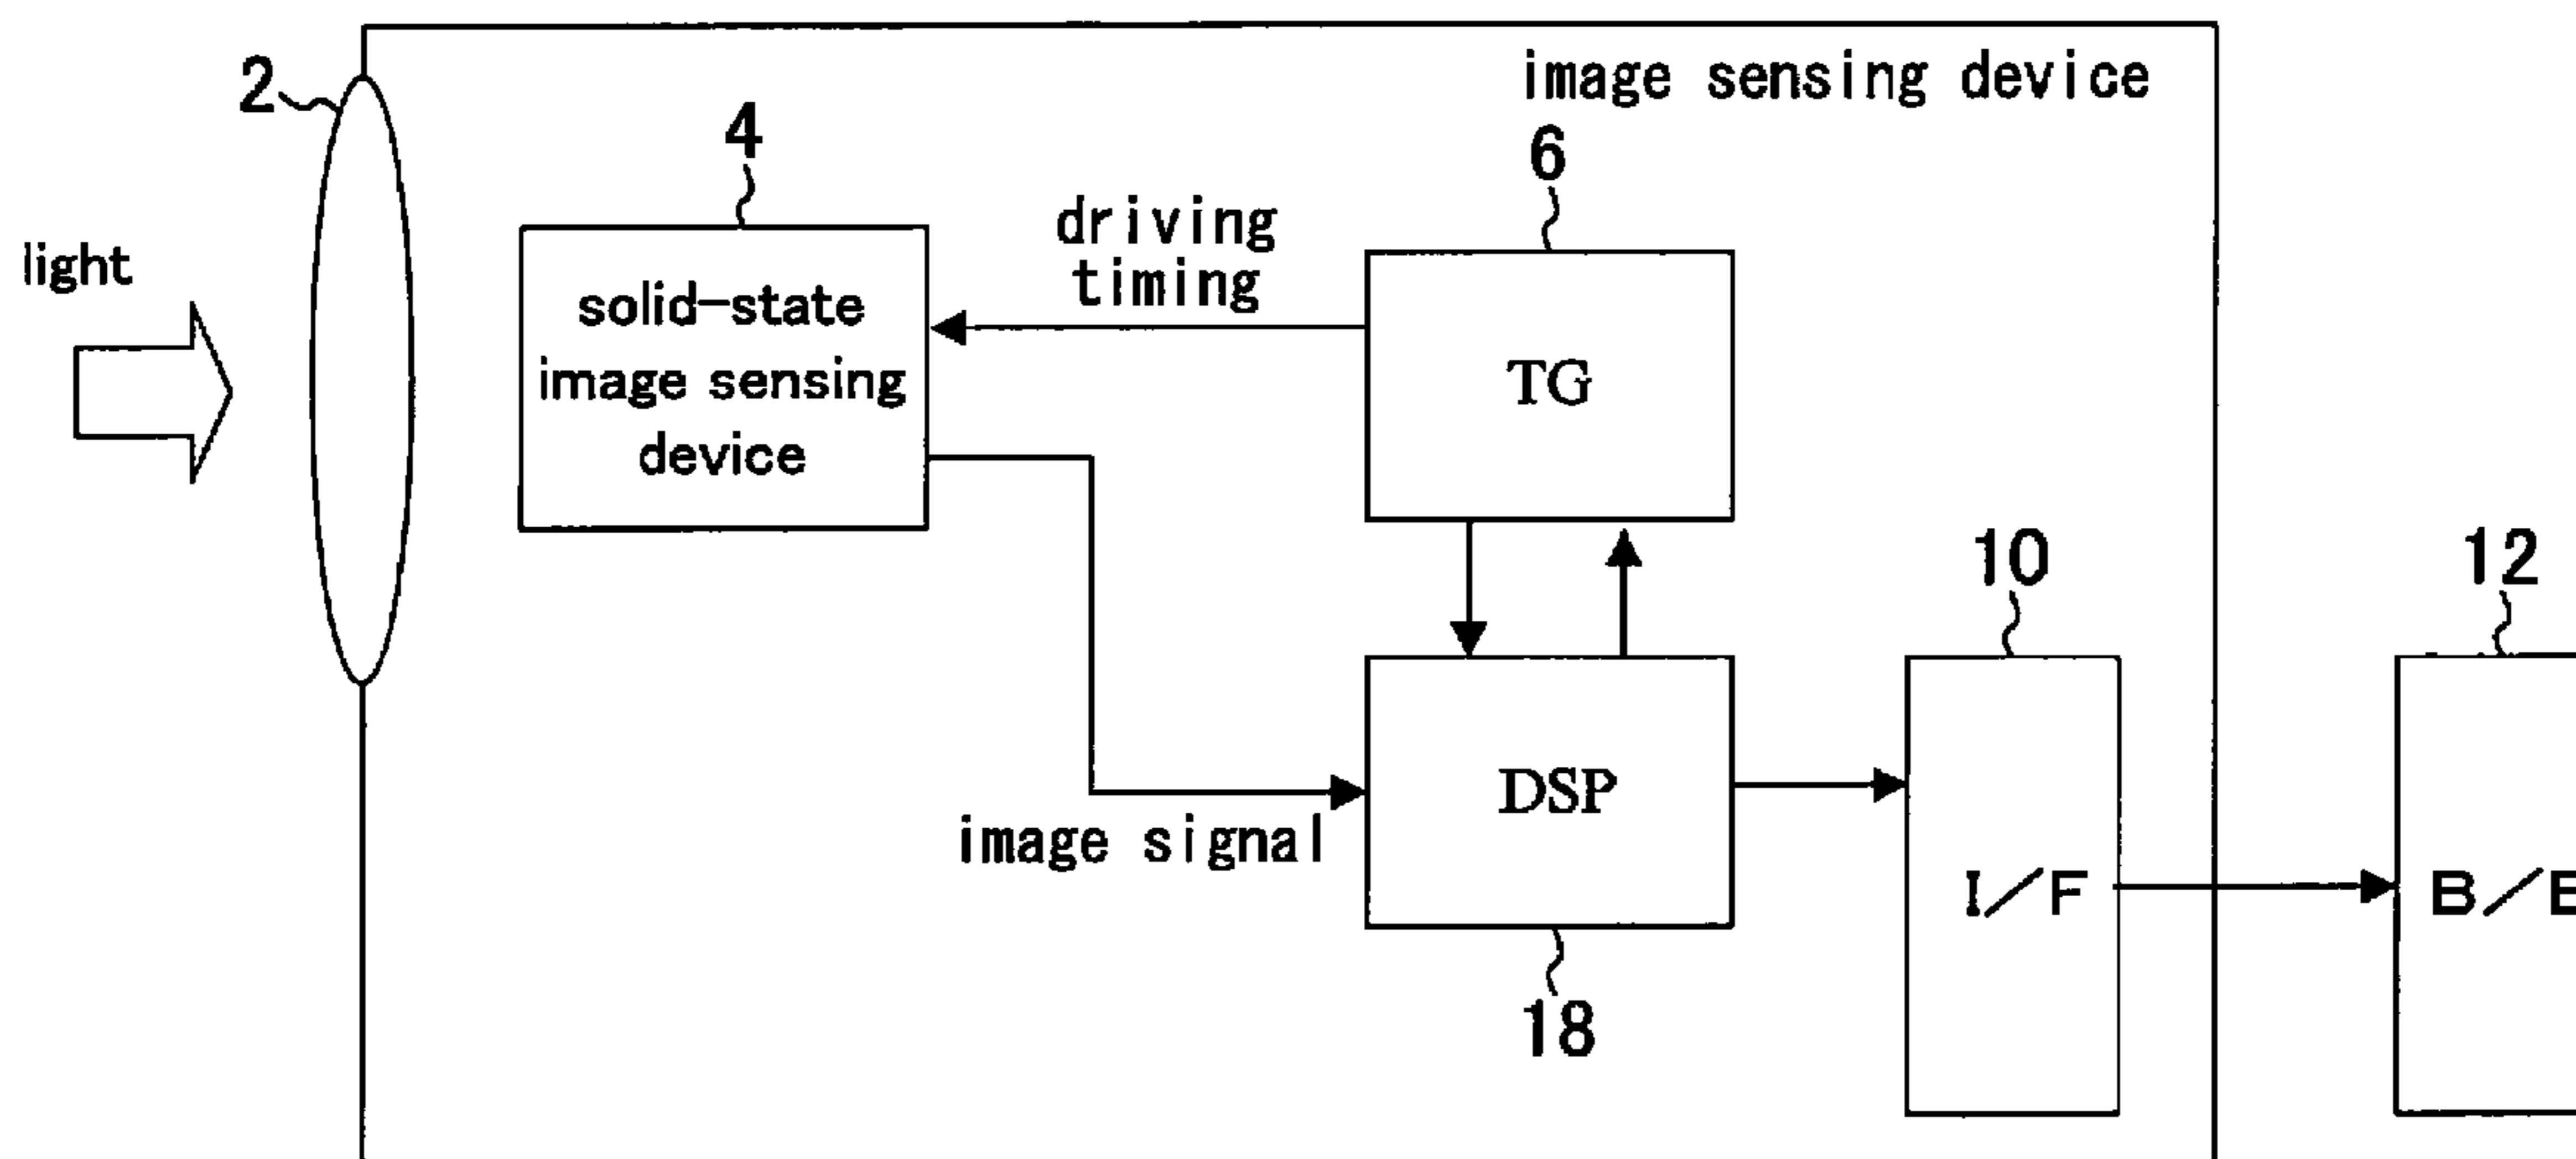 image sensing device
2
4
6
light
driving
timing
solid-state
image sensing
device
TG
10
12
DSP
image signal
I/F
18